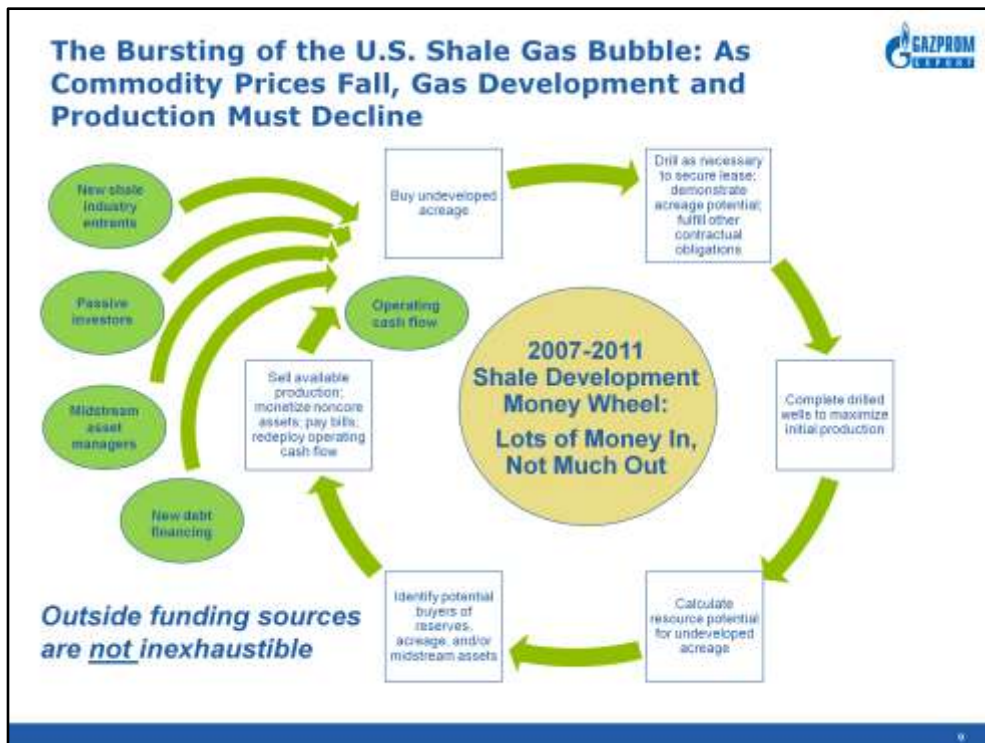 The Bursting of the U.S. Shale Gas Bubble: As
Commodity Prices Fall, Gas Development and
Production Must Decline
GAZPROM
EXPORT
New shale
industry
entrants
Passive
investors
Midstream
asset
managers
New debt
financing
Operating
cash flow
Buy undeveloped
acreage
Drill as necessary
to secure lease;
demonstrate
acreage potential;
fulfill other
contractual
obligations
Complete drilled
wells to maximize
initial production
Calculate
resource potential
for undeveloped
acreage
Identify potential
buyers of
reserves,
acreage, and/or
midstream assets
Sell available
production;
monetize noncore
assets; pay bills;
redeploy operating
cash flow
2007-2011
Shale Development
Money Wheel:
Lots of Money In,
Not Much Out
Outside funding sources
are not inexhaustible